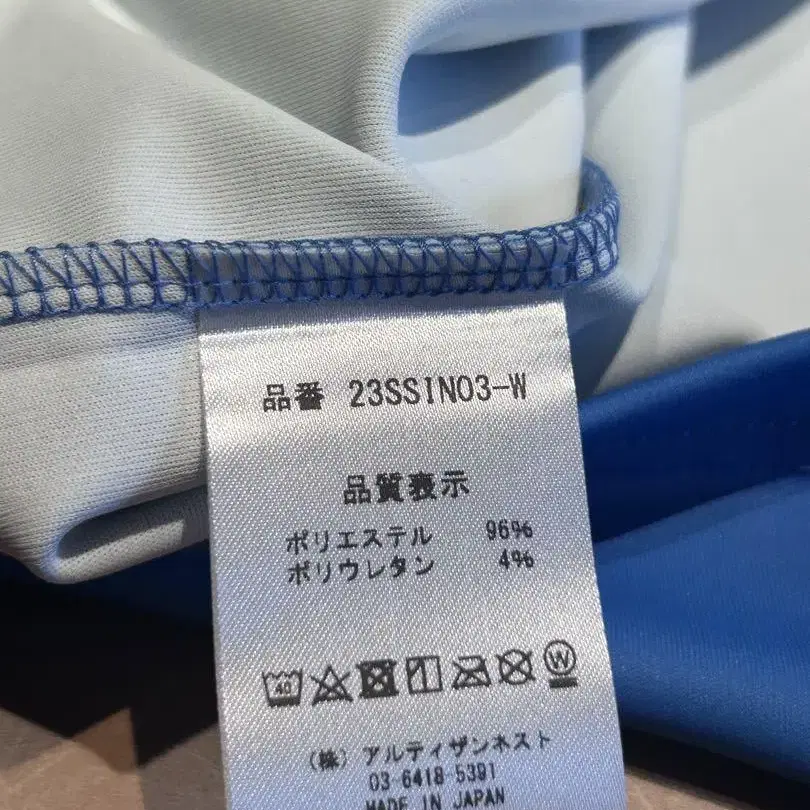 品番 23SSIN03-W
品質表示
ポリエステル 96%
ポリウレタン 4%
40 W
(株)アルティザンネスト
03-6418-5391
MADE IN JAPAN